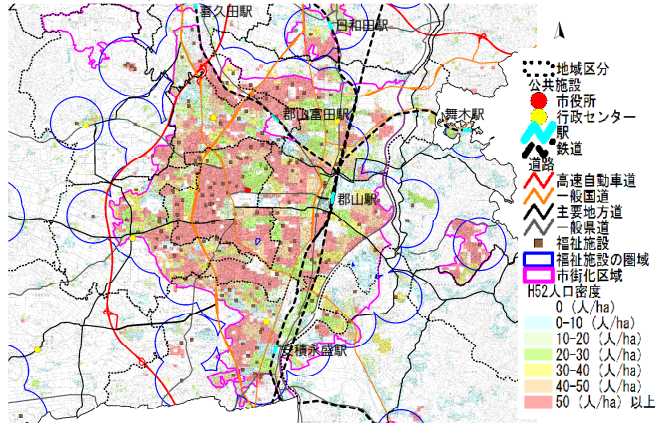 喜久田駅
日和田駅
郡山富田駅
舞木駅
郡山駅
安積永盛駅
地域区分
公共施設
市役所
行政センター
駅
鉄道
道路
高速自動車道
一般国道
主要地方道
一般県道
福祉施設
福祉施設の圏域
市街化区域
H52人口密度
0 (人/ha)
0-10 (人/ha)
10-20 (人/ha)
20-30 (人/ha)
30-40 (人/ha)
40-50 (人/ha)
50 (人/ha) 以上